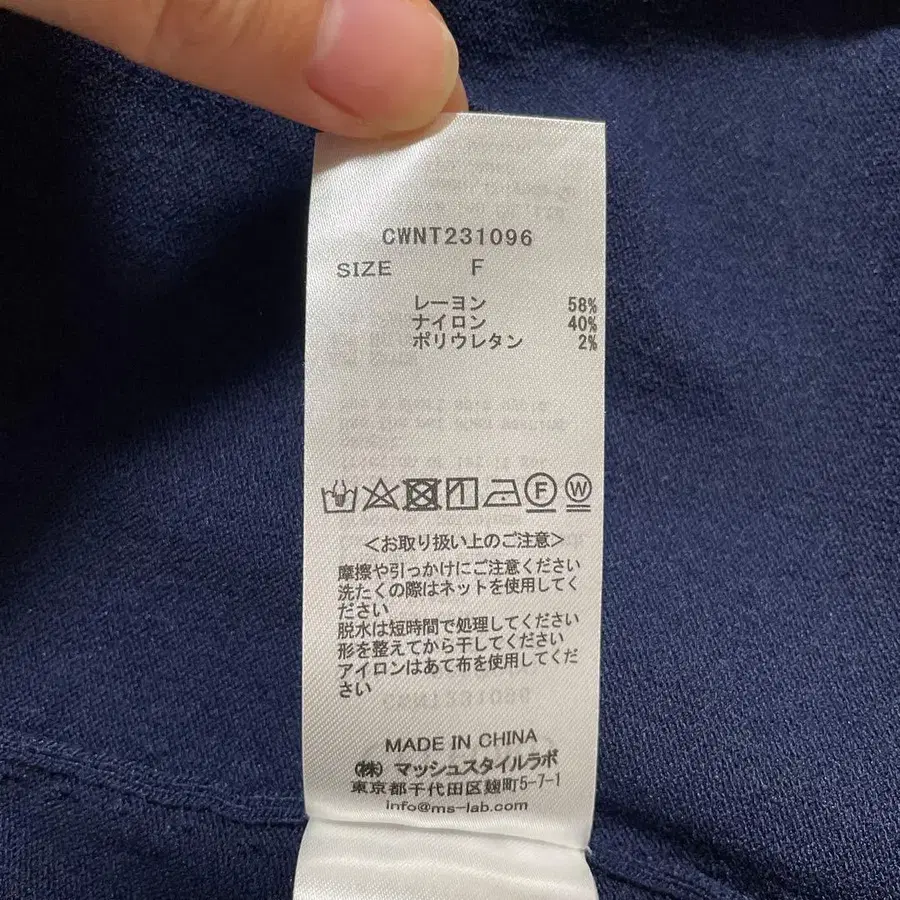 CWNT231096
SIZE F
レーヨン 58%
ナイロン 40%
ポリウレタン 2%
F W
<お取り扱い上のご注意>
摩擦や引っかけにご注意ください
洗たくの際はネットを使用してく
ださい
脱水は短時間で処理してください
形を整えてから干してください
アイロンはあて布を使用してくだ
さい
MADE IN CHINA
(株) マッシュスタイルラボ
東京都千代田区麹町5-7-1
info@ms-lab.com